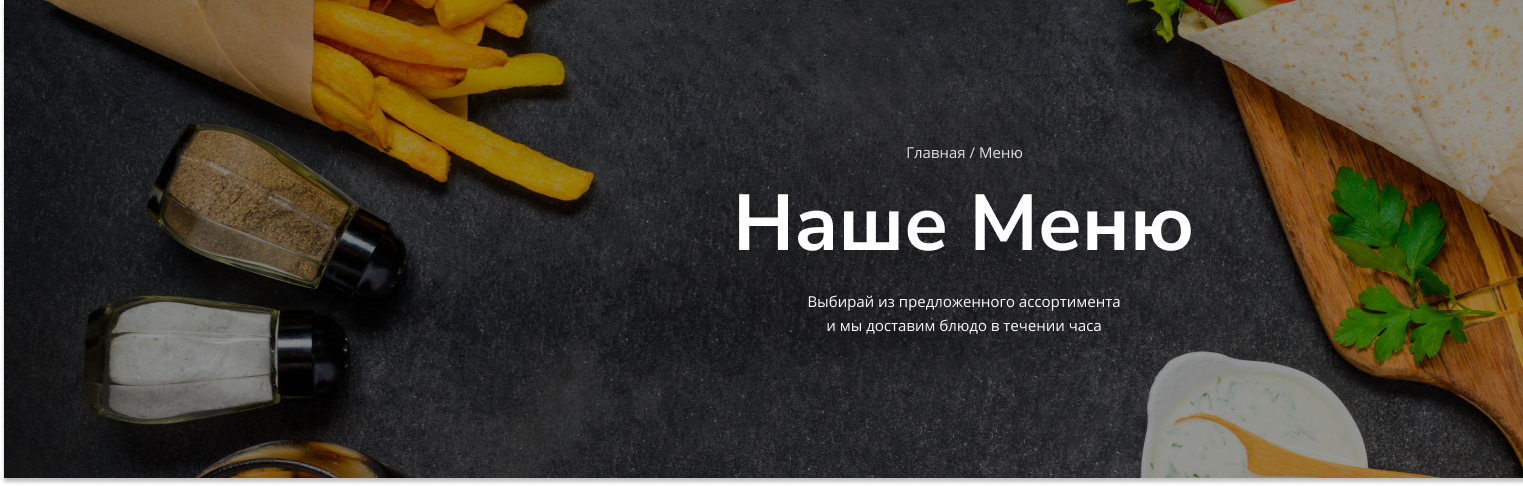 Главная / Меню
Наше Меню
Выбирай из предложенного ассортимента
и мы доставим блюдо в течении часа